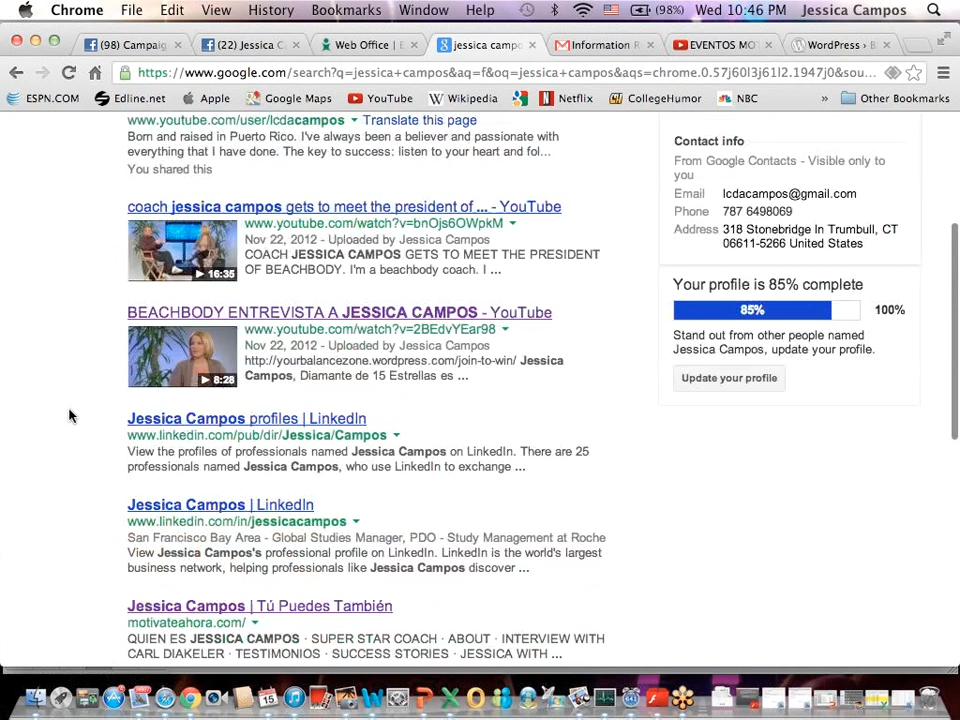 Chrome File Edit View History Bookmarks Window Help (98%) Wed 10:46 PM Jessica Campos
(98) Campaig × (22) Jessica C × Web Office | E × jessica campo × Information R × EVENTOS MO × WordPress › B ×
https://www.google.com/search?q=jessica+campos&aq=f&oq=jessica+campos&aqs=chrome.0.57j60l3j61l2.1947j0&sou...
ESPN.COM Edline.net Apple Google Maps YouTube Wikipedia Netflix CollegeHumor NBC » Other Bookmarks
www.youtube.com/user/lcdacampos ▾ Translate this page
Born and raised in Puerto Rico. I've always been a believer and passionate with
everything that I have done. The key to success: listen to your heart and fol...
You shared this
coach jessica campos gets to meet the president of ... - YouTube
www.youtube.com/watch?v=bnOjs6OWpkM ▾
Nov 22, 2012 - Uploaded by Jessica Campos
COACH JESSICA CAMPOS GETS TO MEET THE PRESIDENT
OF BEACHBODY. I'm a beachbody coach. I ...
▶ 16:35
BEACHBODY ENTREVISTA A JESSICA CAMPOS - YouTube
www.youtube.com/watch?v=2BEdvYEar98 ▾
Nov 22, 2012 - Uploaded by Jessica Campos
http://yourbalancezone.wordpress.com/join-to-win/ Jessica
Campos, Diamante de 15 Estrellas es ...
▶ 8:28
Jessica Campos profiles | LinkedIn
www.linkedin.com/pub/dir/Jessica/Campos ▾
View the profiles of professionals named Jessica Campos on LinkedIn. There are 25
professionals named Jessica Campos, who use LinkedIn to exchange ...
Jessica Campos | LinkedIn
www.linkedin.com/in/jessicacampos ▾
San Francisco Bay Area - Global Studies Manager, PDO - Study Management at Roche
View Jessica Campos's professional profile on LinkedIn. LinkedIn is the world's largest
business network, helping professionals like Jessica Campos discover ...
Jessica Campos | Tú Puedes También
motivateahora.com/ ▾
QUIEN ES JESSICA CAMPOS · SUPER STAR COACH · ABOUT · INTERVIEW WITH
CARL DIAKELER · TESTIMONIOS · SUCCESS STORIES · JESSICA WITH ...
Contact info
From Google Contacts - Visible only to
you
Email lcdacampos@gmail.com
Phone 787 6498069
Address 318 Stonebridge In Trumbull, CT
06611-5266 United States
Your profile is 85% complete
85% 100%
Stand out from other people named
Jessica Campos, update your profile.
Update your profile